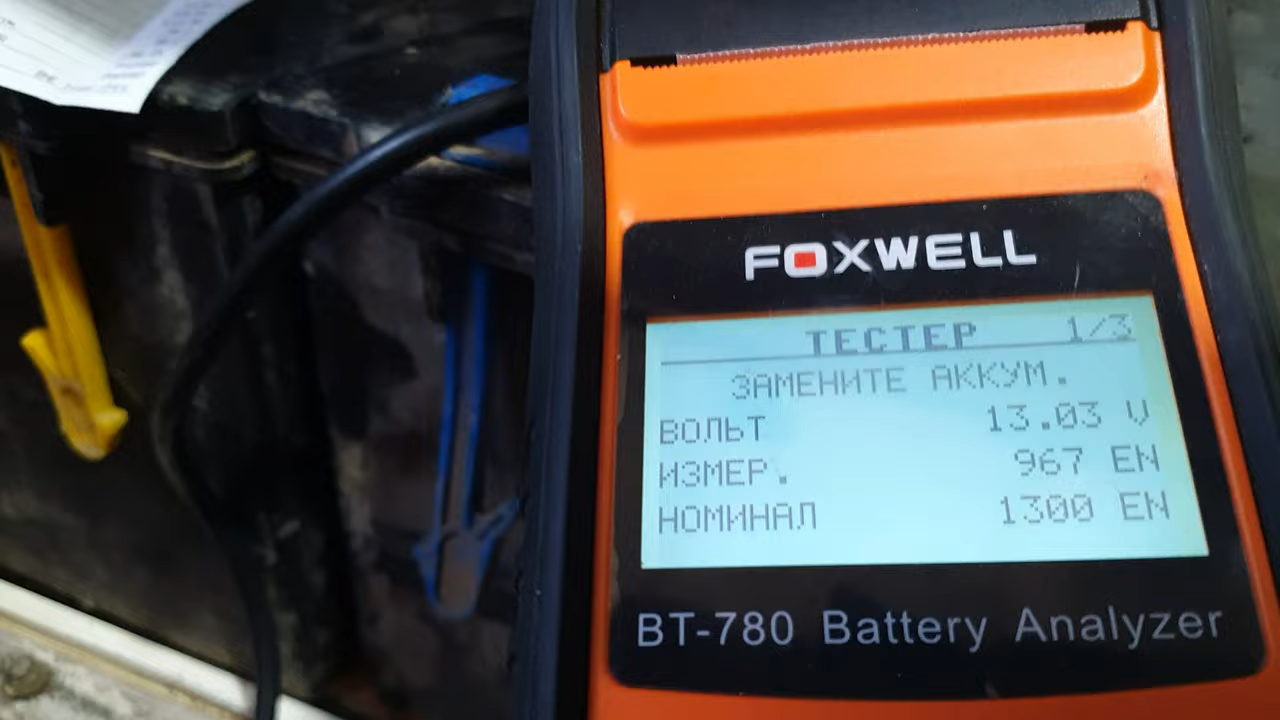 FOXWELL
ТЕСТЕР 1/3
ЗАМЕНИТЕ АККУМ.
ВОЛЬТ 13.03 V
ИЗМЕР. 967 EN
НОМИНАЛ 1300 EN
BT-780 Battery Analyzer